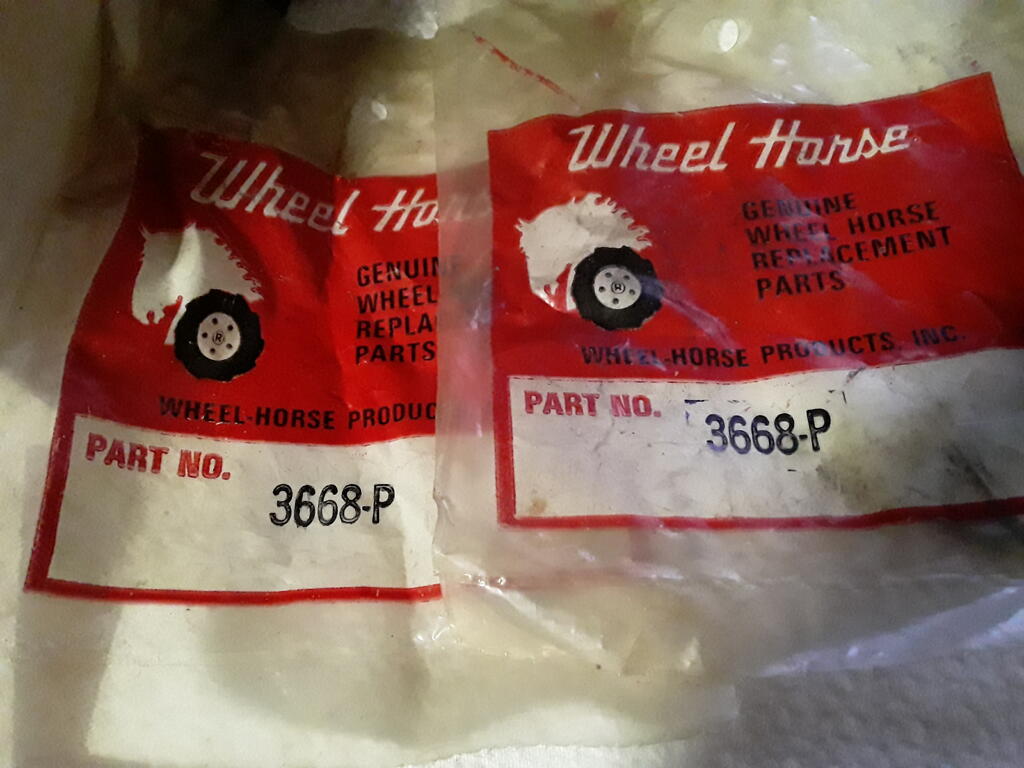 Wheel Ho
GENUIN
WHEEL
REPLA
PARTS
WHEEL-HORSE PRODUC
PART NO.
3668-P
Wheel Horse
GENUINE
WHEEL HORSE
REPLACEMENT
PARTS
WHEEL-HORSE PRODUCTS, INC.
PART NO.
3668-P